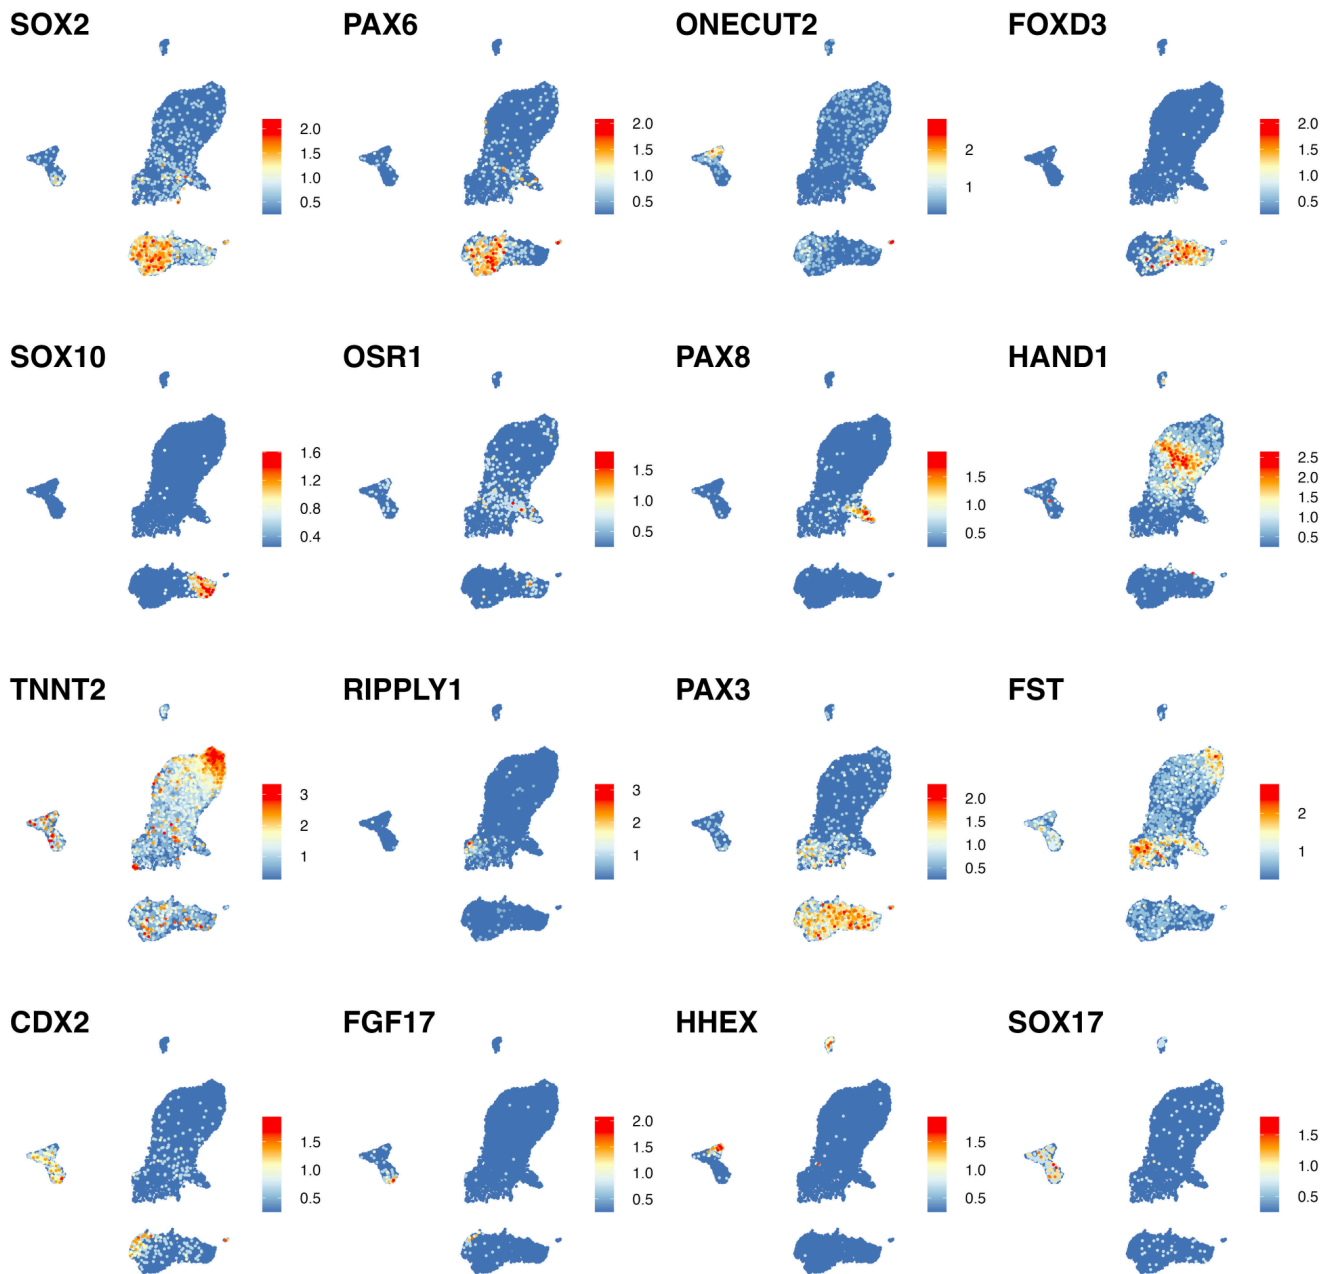 SOX2 PAX6 ONECUT2 FOXD3
2.0 1.5 1.0 0.5
2.0 1.5 1.0 0.5
2 1
2.0 1.5 1.0 0.5
SOX10 OSR1 PAX8 HAND1
1.6 1.2 0.8 0.4
1.5 1.0 0.5
1.5 1.0 0.5
2.5 2.0 1.5 1.0 0.5
TNNT2 RIPPLY1 PAX3 FST
3 2 1
3 2 1
2.0 1.5 1.0 0.5
2 1
CDX2 FGF17 HHEX SOX17
1.5 1.0 0.5
2.0 1.5 1.0 0.5
1.5 1.0 0.5
1.5 1.0 0.5